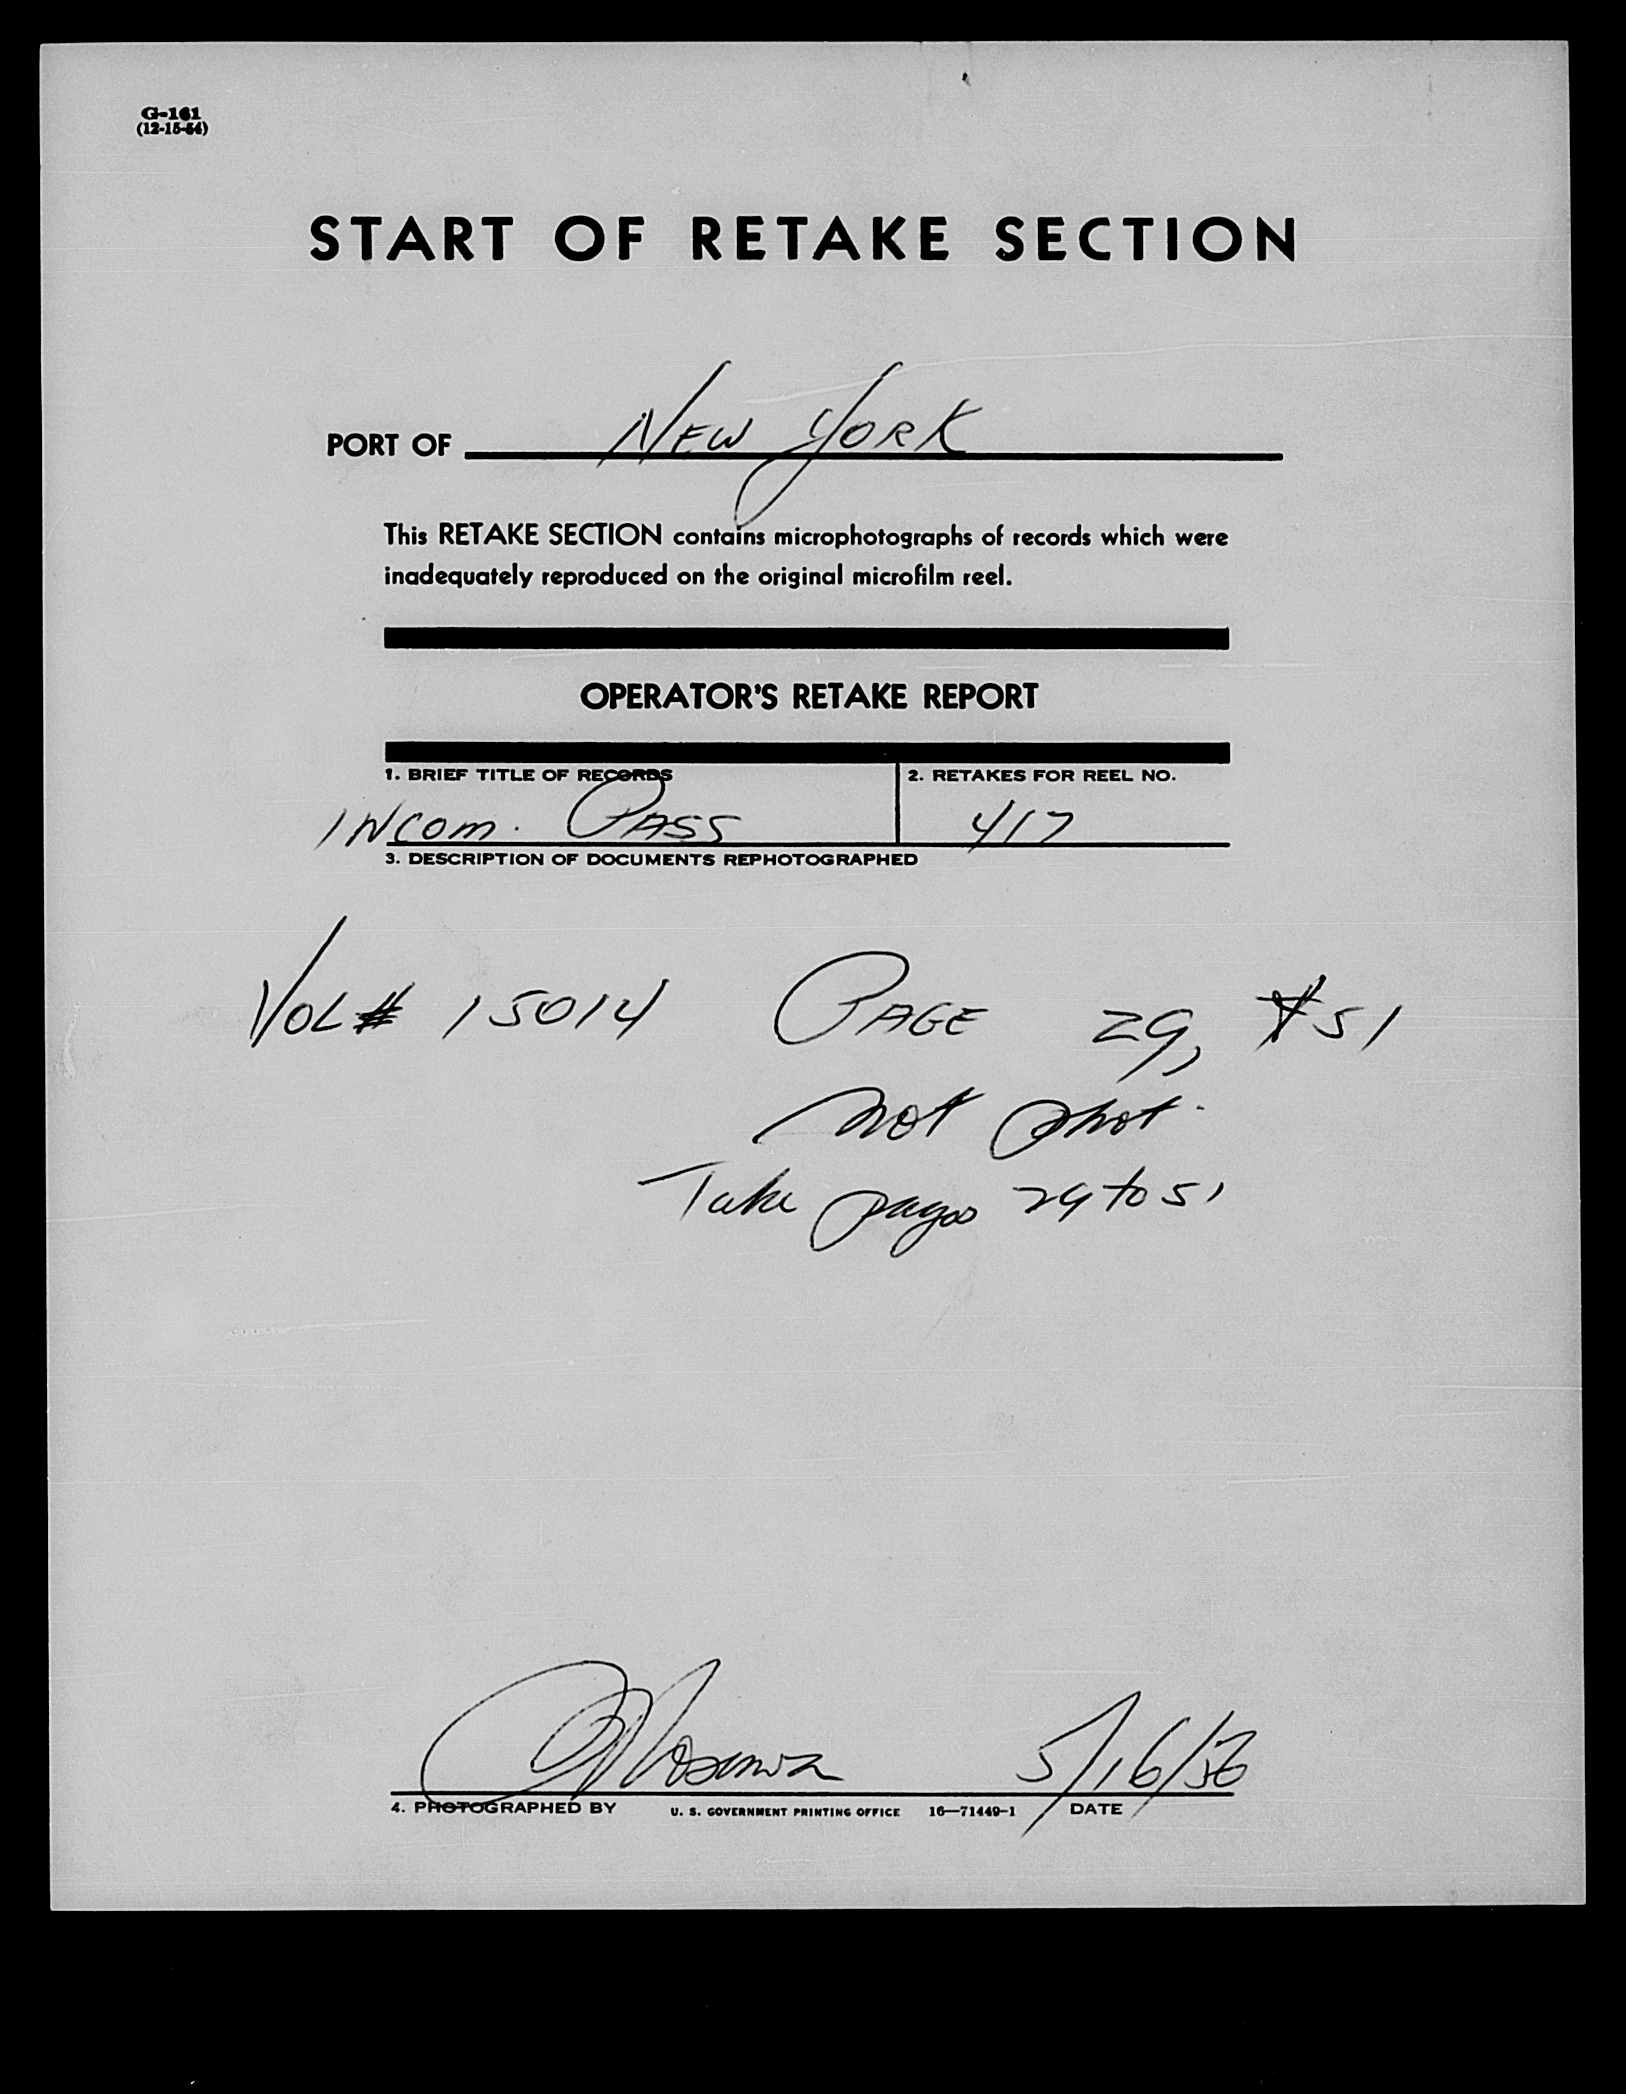 G-161
(12-15-54)
START OF RETAKE SECTION
PORT OF NEW YORK
This RETAKE SECTION contains microphotographs of records which were
inadequately reproduced on the original microfilm reel.
OPERATOR'S RETAKE REPORT
1. BRIEF TITLE OF RECORDS 2. RETAKES FOR REEL NO.
INCOM. PASS 417
3. DESCRIPTION OF DOCUMENTS REPHOTOGRAPHED
VOL # 15014 PAGE 29, # 51
not phot.
Take pages 29 to 51
5/16/56
4. PHOTOGRAPHED BY U. S. GOVERNMENT PRINTING OFFICE 16—71449-1 DATE